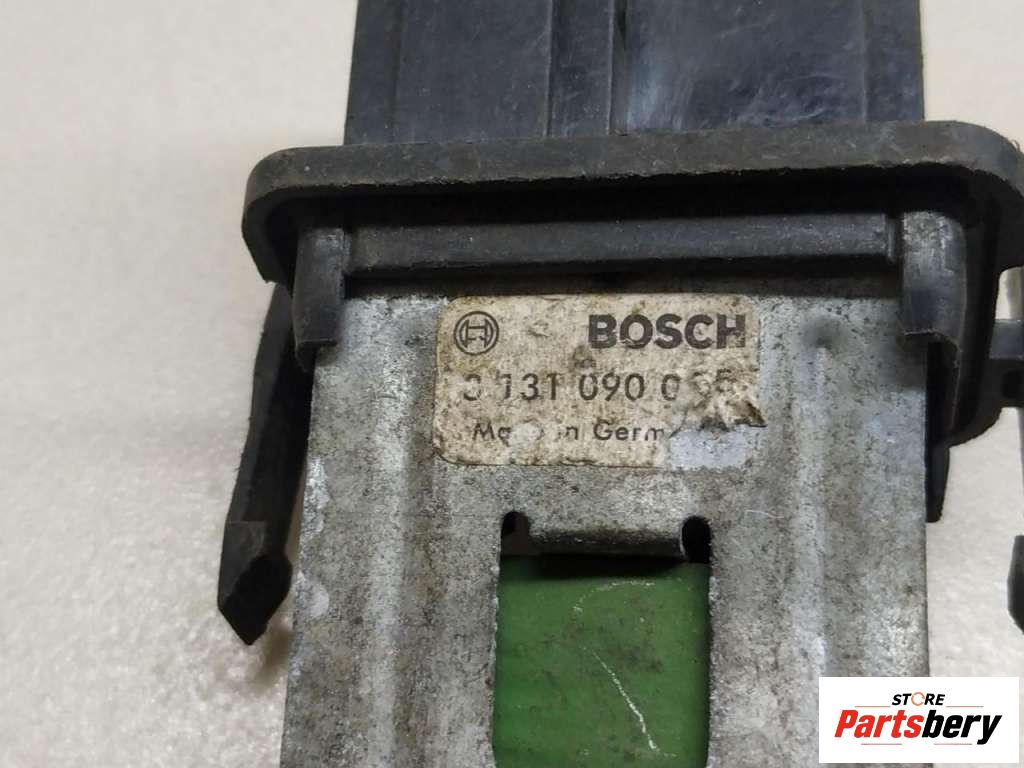 BOSCH
131 090
in
STORE
Partsbery